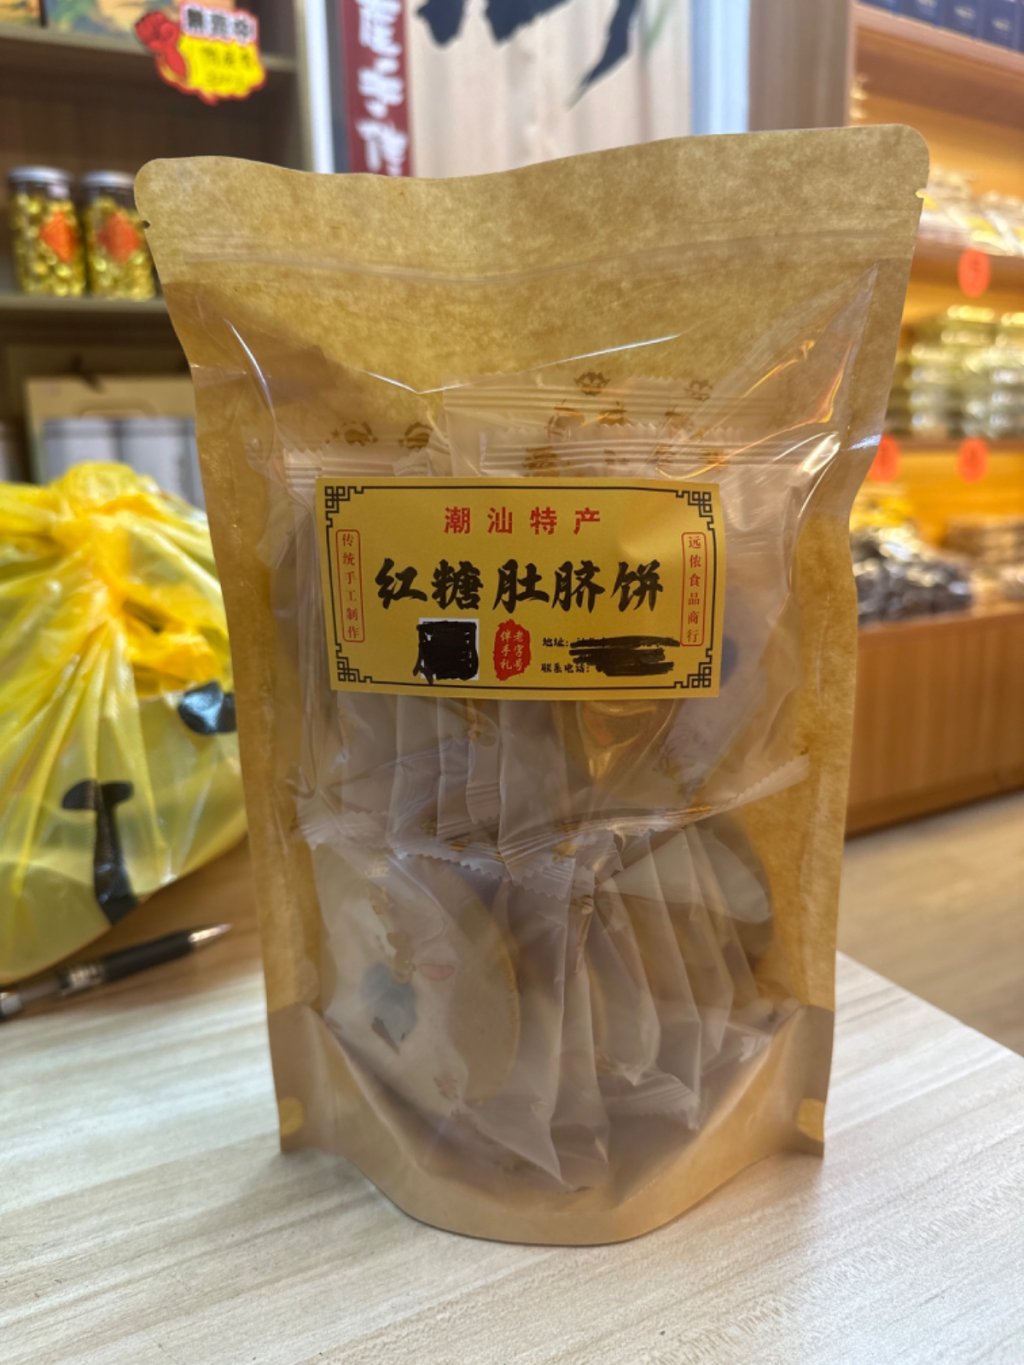 潮汕特产
传统手工制作
红糖肚脐饼
远侬食品商行
老字号
伴手礼
地址:
联系电话: